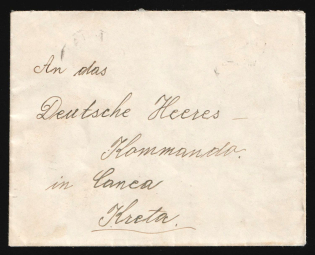 An das
Deutsche Heeres-
Kommando.
in Canea
Kreta.